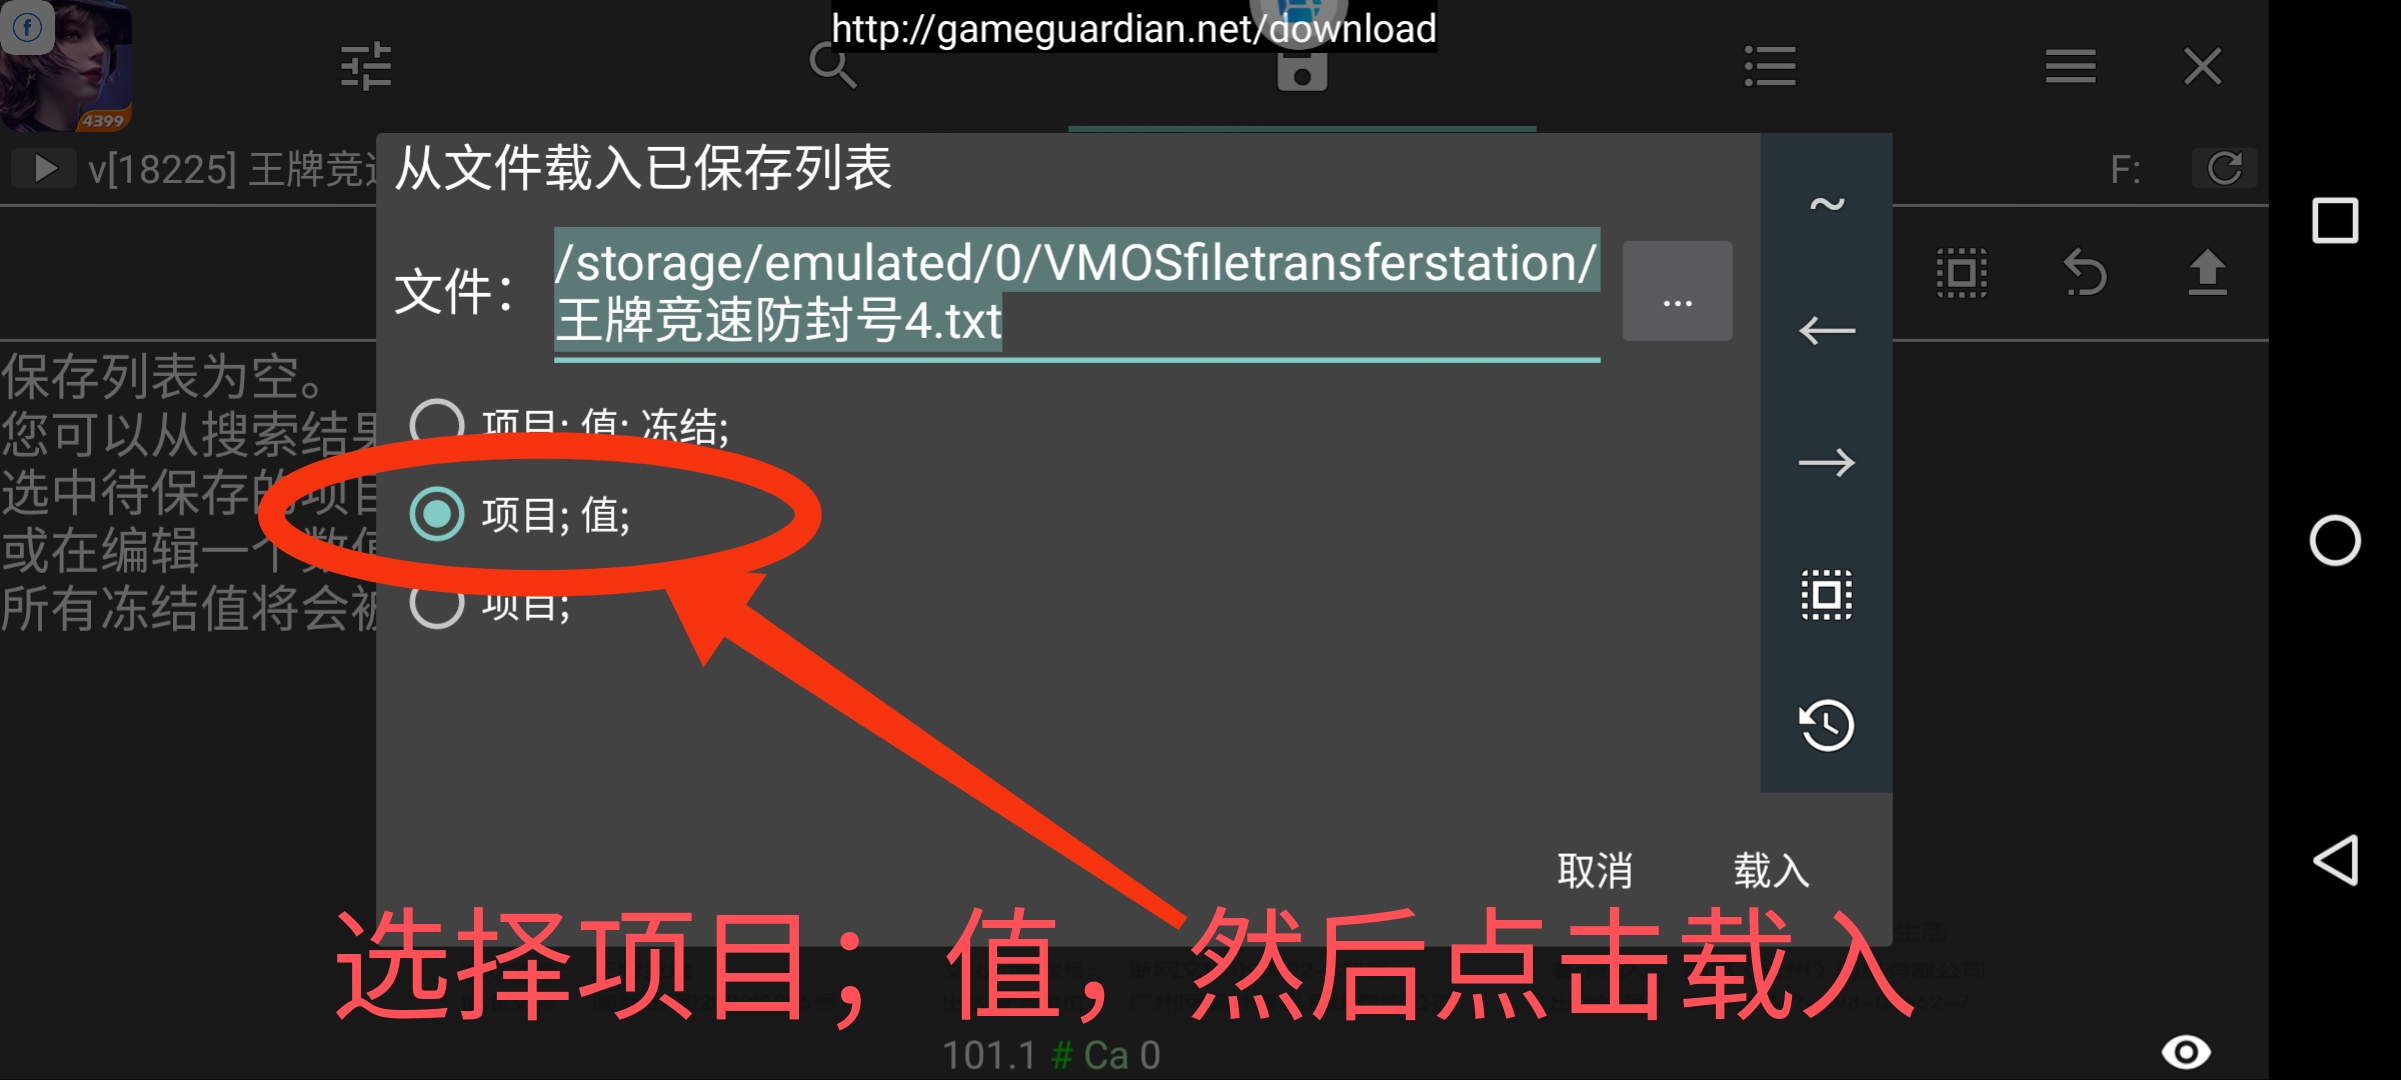 http://gameguardian.net/download
4399
v[18225] 王牌竞速
F:
从文件载入已保存列表
文件：
/storage/emulated/0/VMOSfiletransferstation/
王牌竞速防封号4.txt
...
项目; 值; 冻结;
项目; 值;
项目;
保存列表为空。
您可以从搜索结果
选中待保存的项目
或在编辑一个数值
所有冻结值将会被
取消
载入
选择项目；值，然后点击载入
101.1 # Ca 0